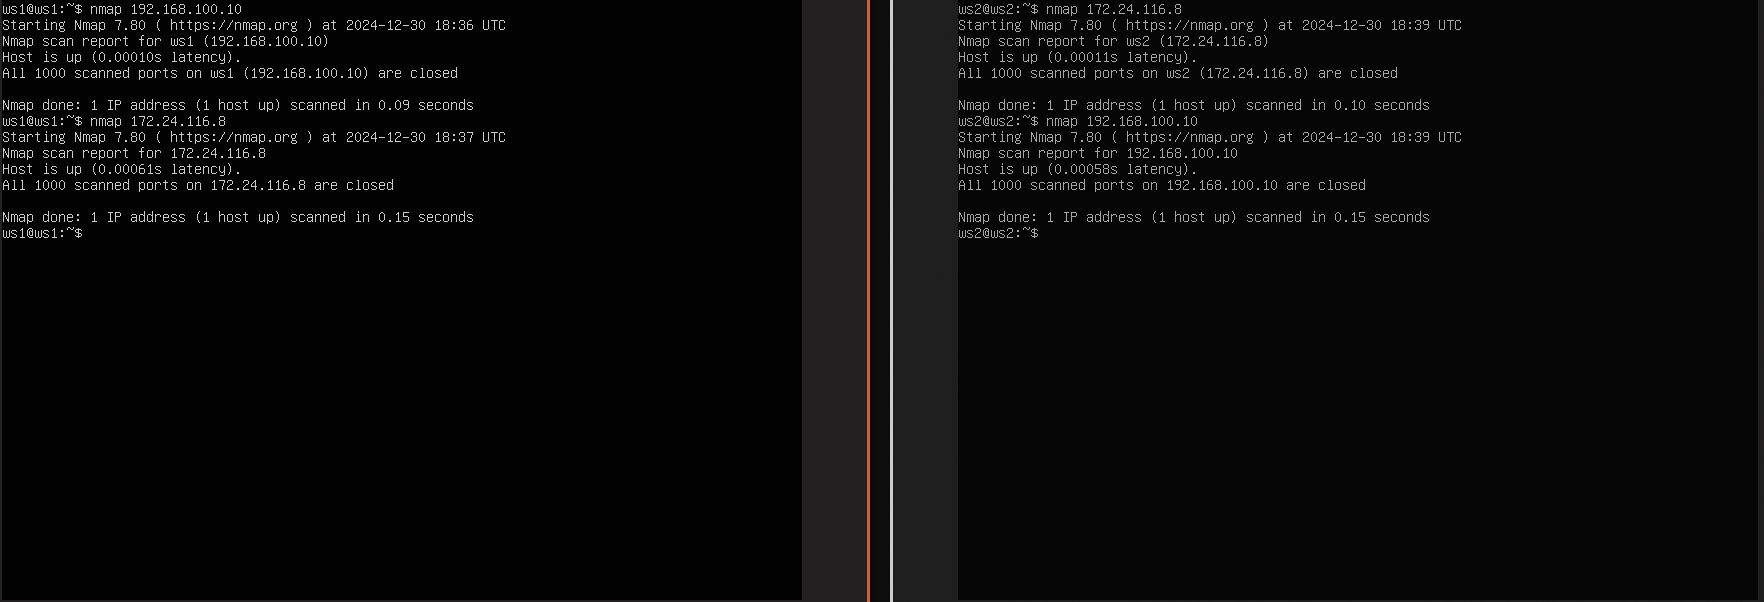 ws1@ws1:~$ nmap 192.168.100.10
Starting Nmap 7.80 ( https://nmap.org ) at 2024-12-30 18:36 UTC
Nmap scan report for ws1 (192.168.100.10)
Host is up (0.00010s latency).
All 1000 scanned ports on ws1 (192.168.100.10) are closed

Nmap done: 1 IP address (1 host up) scanned in 0.09 seconds
ws1@ws1:~$ nmap 172.24.116.8
Starting Nmap 7.80 ( https://nmap.org ) at 2024-12-30 18:37 UTC
Nmap scan report for 172.24.116.8
Host is up (0.00061s latency).
All 1000 scanned ports on 172.24.116.8 are closed

Nmap done: 1 IP address (1 host up) scanned in 0.15 seconds
ws1@ws1:~$
ws2@ws2:~$ nmap 172.24.116.8
Starting Nmap 7.80 ( https://nmap.org ) at 2024-12-30 18:39 UTC
Nmap scan report for ws2 (172.24.116.8)
Host is up (0.00011s latency).
All 1000 scanned ports on ws2 (172.24.116.8) are closed

Nmap done: 1 IP address (1 host up) scanned in 0.10 seconds
ws2@ws2:~$ nmap 192.168.100.10
Starting Nmap 7.80 ( https://nmap.org ) at 2024-12-30 18:39 UTC
Nmap scan report for 192.168.100.10
Host is up (0.00058s latency).
All 1000 scanned ports on 192.168.100.10 are closed

Nmap done: 1 IP address (1 host up) scanned in 0.15 seconds
ws2@ws2:~$